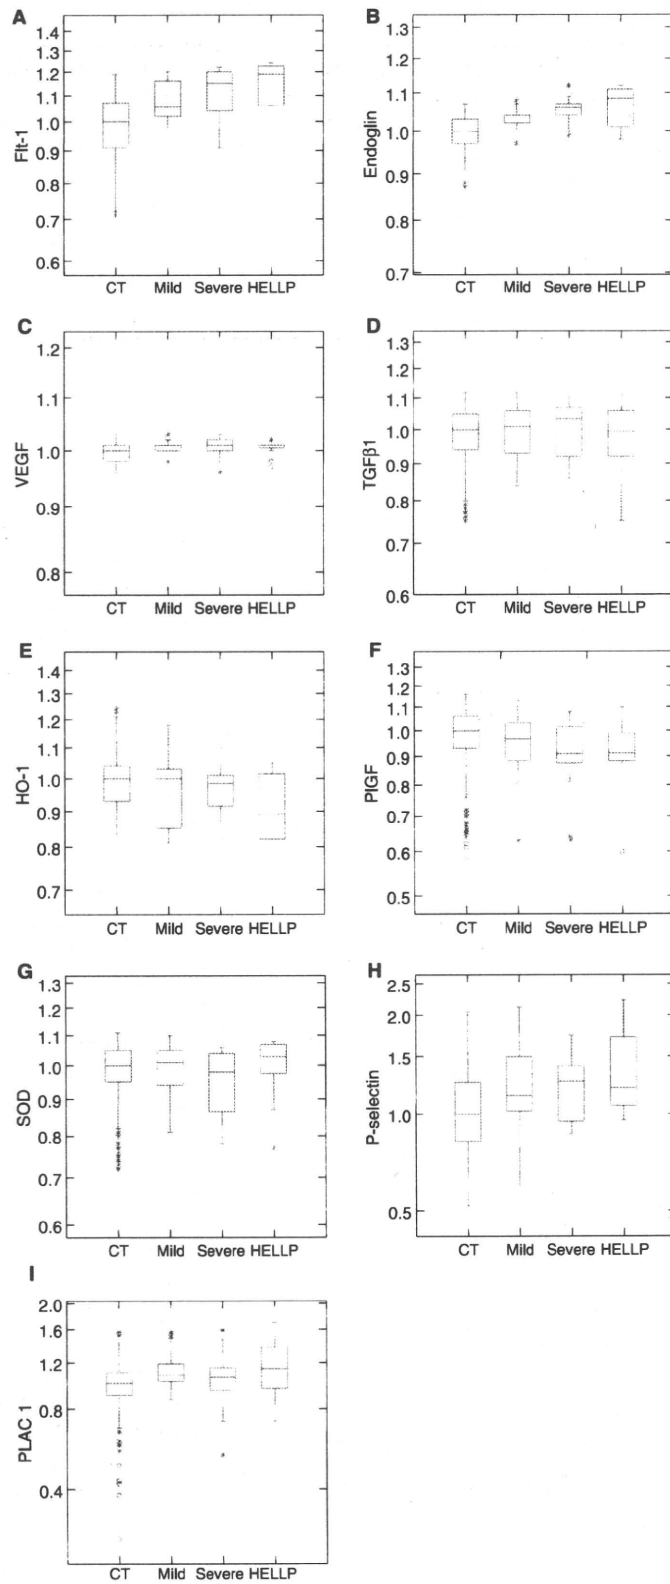 A
B
1.4
1.3
1.2
1.1
1.0
0.9
0.8
0.7
0.6
Flt-1
CT Mild Severe HELLP
1.3
1.2
1.1
1.0
0.9
0.8
0.7
Endoglin
CT Mild Severe HELLP
C
D
1.2
1.1
1.0
0.9
0.8
VEGF
CT Mild Severe HELLP
1.3
1.2
1.1
1.0
0.9
0.8
0.7
0.6
TGFβ1
CT Mild Severe HELLP
E
F
1.4
1.3
1.2
1.1
1.0
0.9
0.8
0.7
HO-1
CT Mild Severe HELLP
1.3
1.2
1.1
1.0
0.9
0.8
0.7
0.6
0.5
PlGF
CT Mild Severe HELLP
G
H
1.3
1.2
1.1
1.0
0.9
0.8
0.7
0.6
SOD
CT Mild Severe HELLP
2.5
2.0
1.5
1.0
0.5
P-selectin
CT Mild Severe HELLP
I
2.0
1.6
1.2
0.8
0.4
PLAC 1
CT Mild Severe HELLP